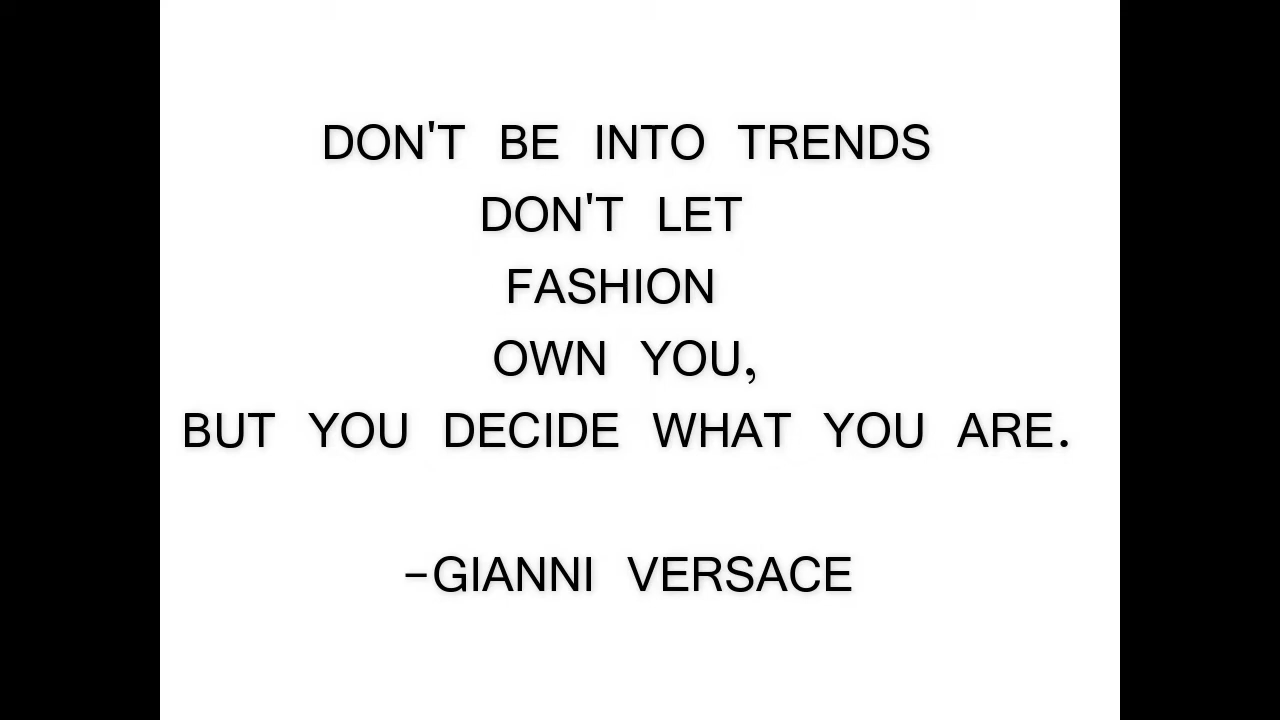 DON'T BE INTO TRENDS
DON'T LET
FASHION
OWN YOU,
BUT YOU DECIDE WHAT YOU ARE.
-GIANNI VERSACE